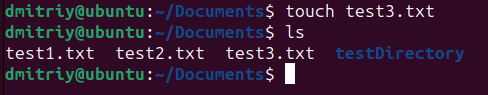 dmitriy@ubuntu:~/Documents$ touch test3.txt
dmitriy@ubuntu:~/Documents$ ls
test1.txt  test2.txt  test3.txt  testDirectory
dmitriy@ubuntu:~/Documents$